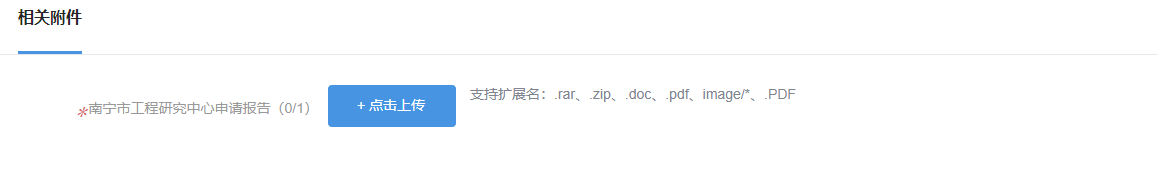 相关附件
*南宁市工程研究中心申请报告（0/1）
+ 点击上传
支持扩展名：.rar、.zip、.doc、.pdf、image/*、.PDF